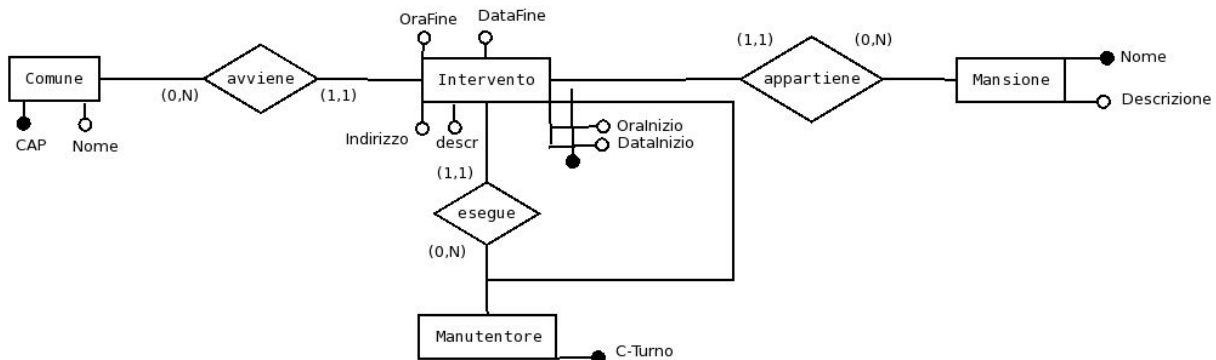 OraFine
DataFine
Comune
avviene
Intervento
appartiene
Mansione
(0,N)
(1,1)
(1,1)
(0,N)
Nome
Descrizione
CAP
Nome
Indirizzo
descr
OraInizio
DataInizio
(1,1)
esegue
(0,N)
Manutentore
C-Turno